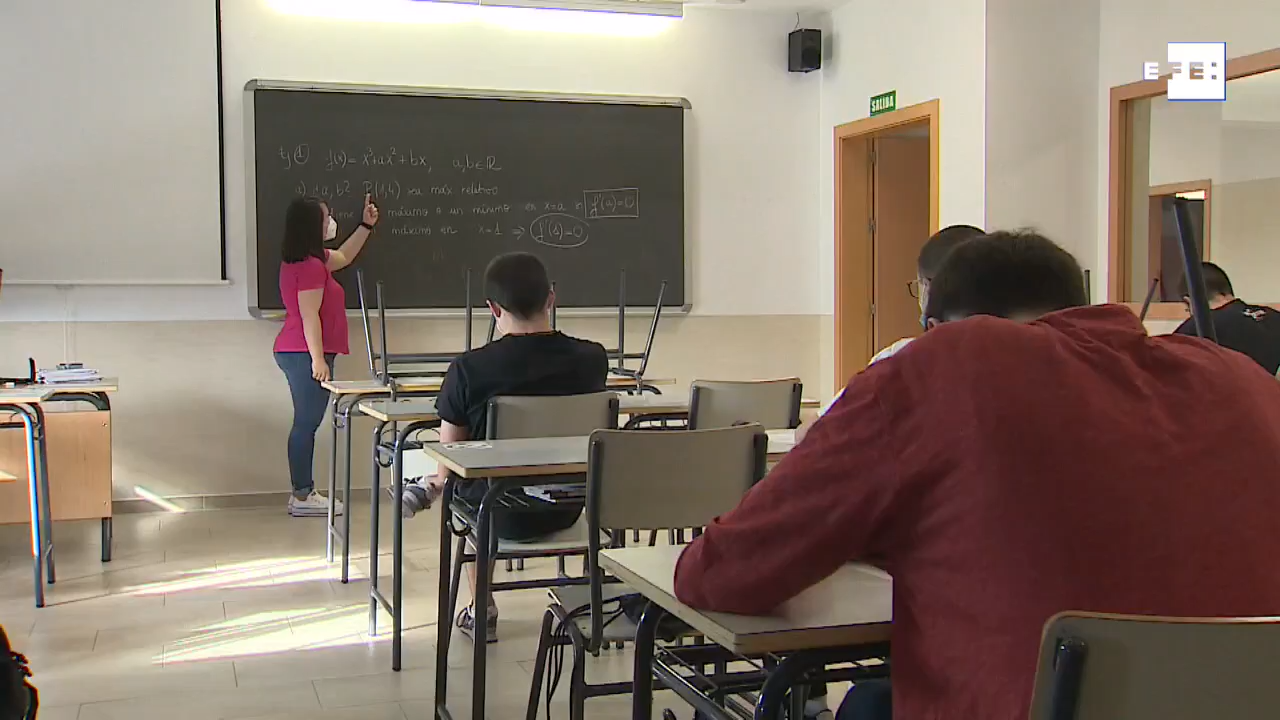 EFE:
SALIDA
Ej ① f(x) = x³+ax²+bx, a,b ∈ ℝ
a) ¿a, b? P(1,4) sea máx relativo
máximo o un mínimo en x=a f'(a)=0
máximo en x=1 ⇒ f'(1)=0